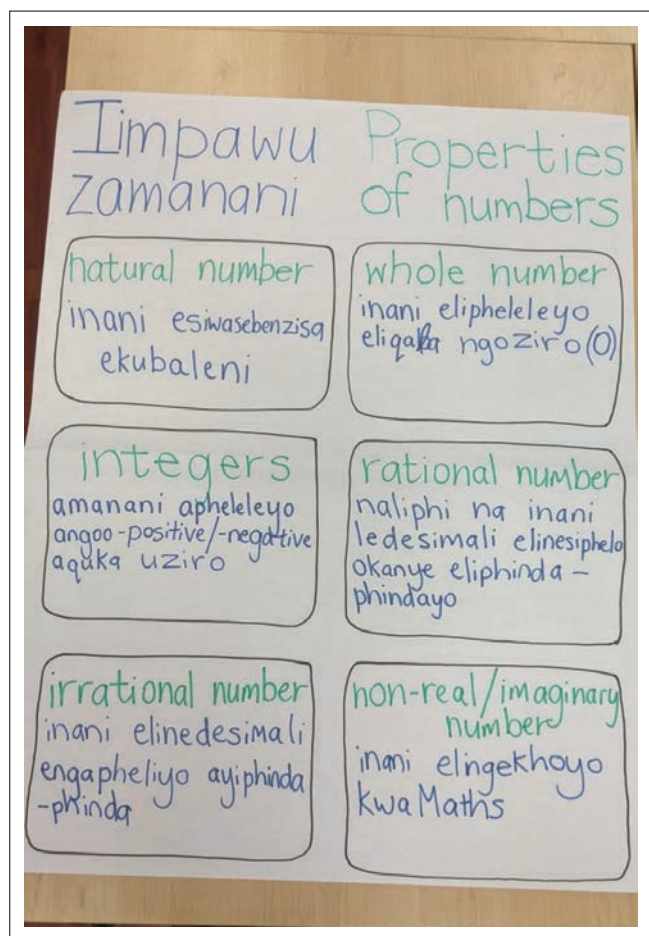 Iimpawu
zamanani
Properties
of numbers
natural number
inani esiwasebenzisa
ekubaleni
whole number
inani elipheleleyo
eliqala ngoziro (0)
integers
amanani apheleleyo
angoo-positive/-negative
aquka uziro
rational number
naliphi na inani
ledesimali elinesiphelo
okanye eliphinda-
phindayo
irrational number
inani elinedesimali
engapheliyo ayiphinda
-phinda
non-real/imaginary
number
inani elingekhoyo
kwaMaths